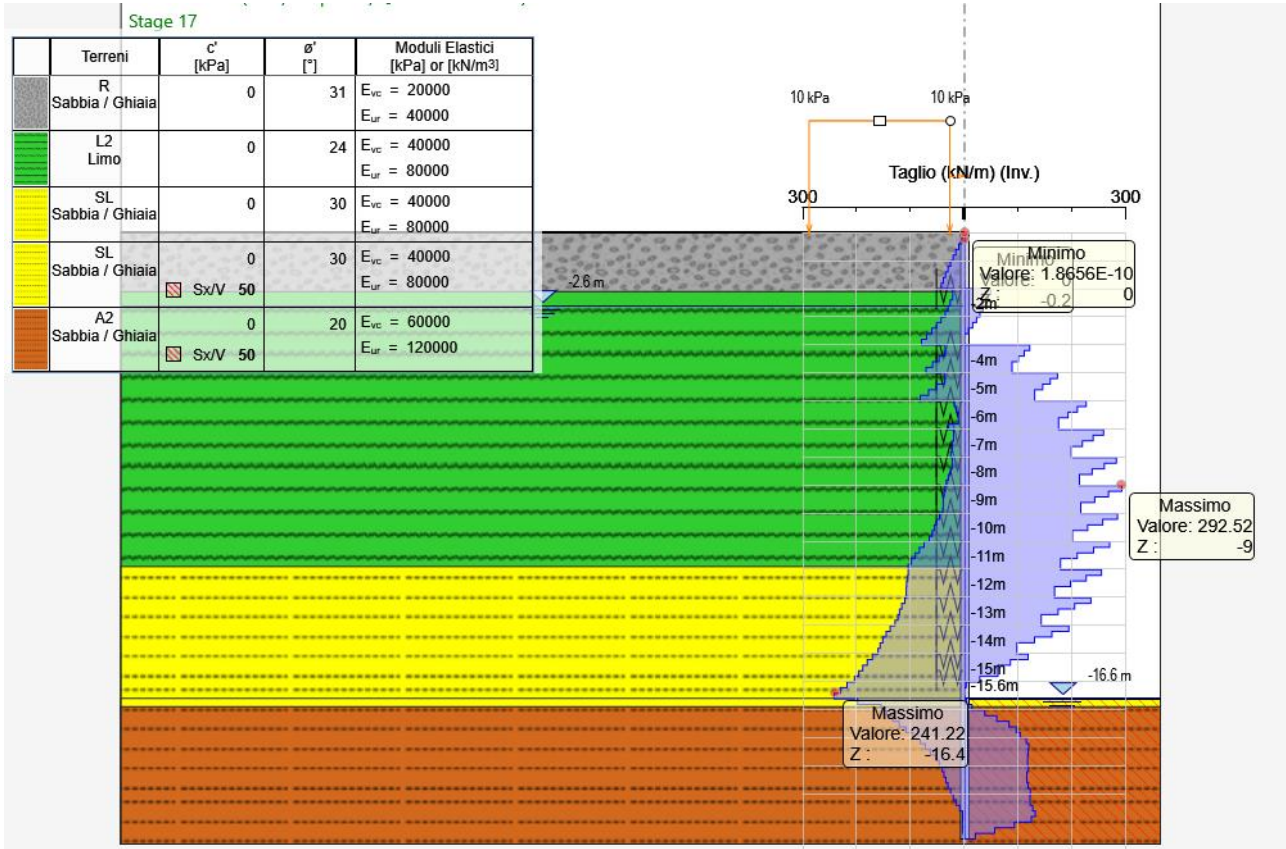 Stage 17
Terreni
c'
[kPa]
ø'
[°]
Moduli Elastici
[kPa] or [kN/m³]
R
Sabbia / Ghiaia
0
31
Evc = 20000
Eur = 40000
L2
Limo
0
24
Evc = 40000
Eur = 80000
SL
Sabbia / Ghiaia
0
30
Evc = 40000
Eur = 80000
SL
Sabbia / Ghiaia
0
30
Evc = 40000
Eur = 80000
Sx/V 50
A2
Sabbia / Ghiaia
0
20
Evc = 60000
Eur = 120000
Sx/V 50
10 kPa
10 kPa
Taglio (kN/m) (Inv.)
300
300
-2.6 m
Minimo
Valore: 1.8656E-10
Z : 0
Minimo
Valore: 0
-0.2
-2m
-4m
-5m
-6m
-7m
-8m
-9m
Massimo
Valore: 292.52
Z : -9
-10m
-11m
-12m
-13m
-14m
-15m
-15.6m
-16.6 m
Massimo
Valore: 241.22
Z : -16.4